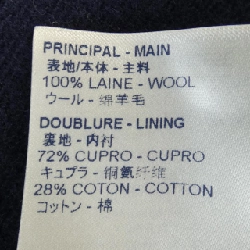 PRINCIPAL - MAIN
表地/本体 - 主料
100% LAINE - WOOL
ウール - 綿羊毛
DOUBLURE - LINING
裏地 - 内衬
72% CUPRO - CUPRO
キュプラ - 铜氨纤维
28% COTON - COTTON
コットン - 棉